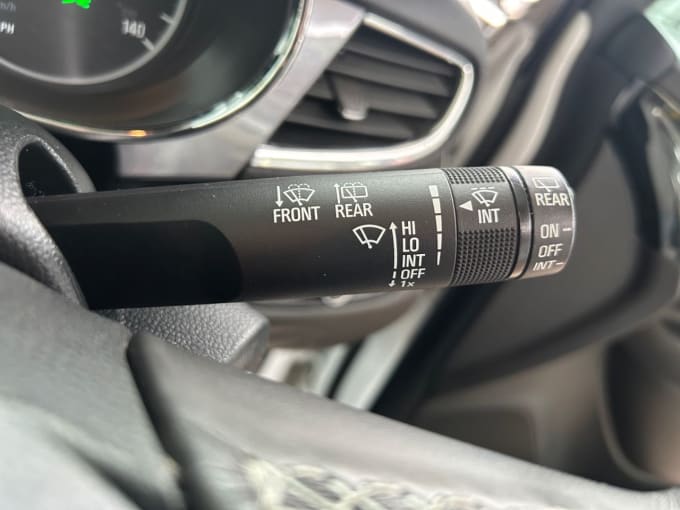 140
FRONT
REAR
HI
LO
INT
OFF
1x
INT
REAR
ON
OFF
INT